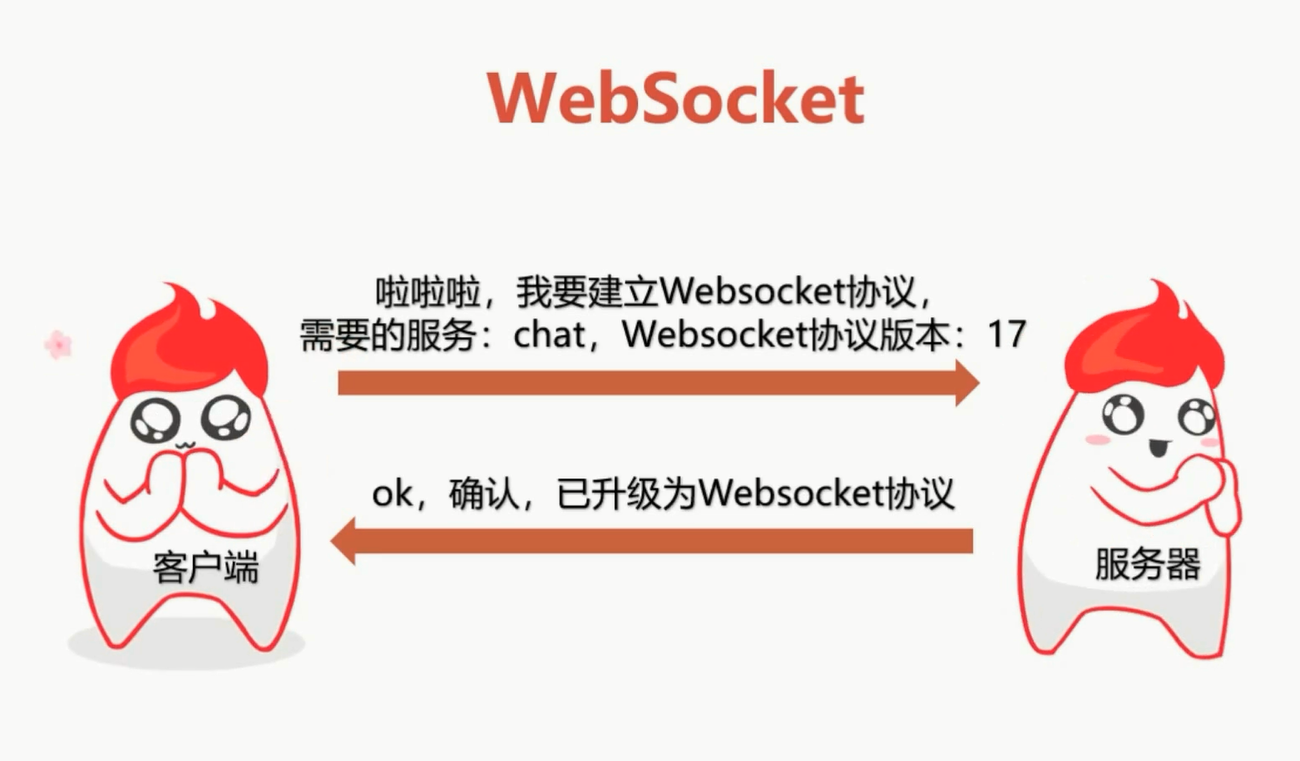 WebSocket
啦啦啦，我要建立Websocket协议，
需要的服务：chat，Websocket协议版本：17
ok，确认，已升级为Websocket协议
客户端
服务器